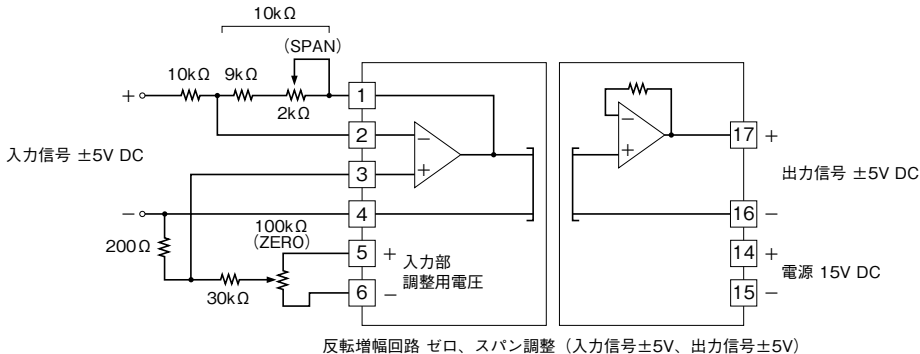 10kΩ
(SPAN)
10kΩ 9kΩ
2kΩ
+
入力信号 ±5V DC
−
200Ω
30kΩ
100kΩ
(ZERO)
1
2
3
4
5 +
6 −
入力部
調整用電圧
−
+
−
+
17 +
出力信号 ±5V DC
16 −
14 +
電源 15V DC
15 −
反転増幅回路 ゼロ、スパン調整（入力信号±5V、出力信号±5V）